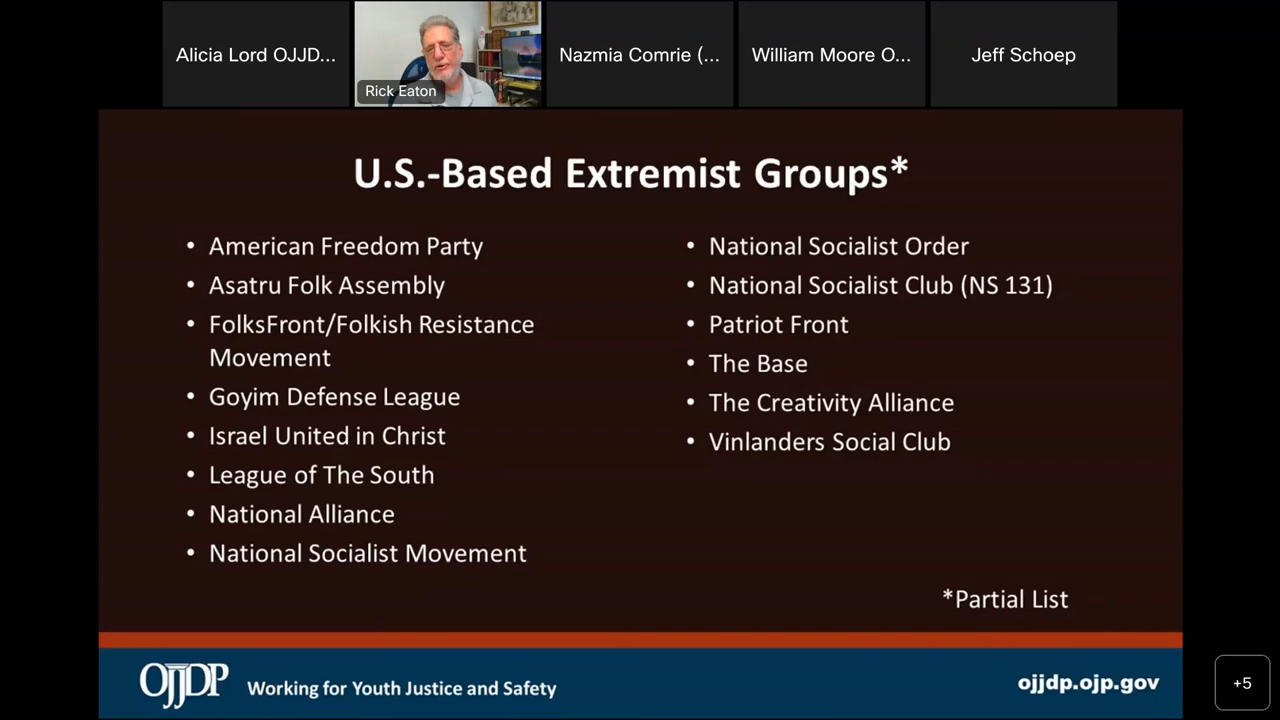 Alicia Lord OJJD...
Rick Eaton
Nazmia Comrie (...
William Moore O...
Jeff Schoep
U.S.-Based Extremist Groups*
• American Freedom Party
• Asatru Folk Assembly
• FolksFront/Folkish Resistance
Movement
• Goyim Defense League
• Israel United in Christ
• League of The South
• National Alliance
• National Socialist Movement
• National Socialist Order
• National Socialist Club (NS 131)
• Patriot Front
• The Base
• The Creativity Alliance
• Vinlanders Social Club
*Partial List
OJJDP
Working for Youth Justice and Safety
ojjdp.ojp.gov
+5